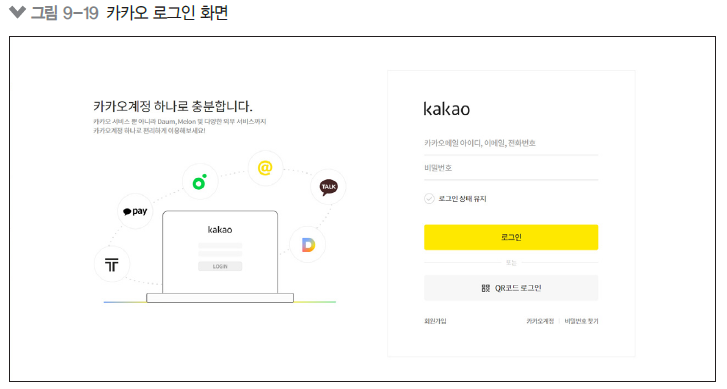 그림 9-19 카카오 로그인 화면
카카오계정 하나로 충분합니다.
카카오 서비스 뿐 아니라 Daum, Melon 및 다양한 외부 서비스까지
카카오계정 하나로 편리하게 이용해보세요!
@
TALK
pay
kakao
LOGIN
kakao
카카오메일 아이디, 이메일, 전화번호
비밀번호
로그인 상태 유지
로그인
또는
QR코드 로그인
회원가입
카카오계정 | 비밀번호 찾기